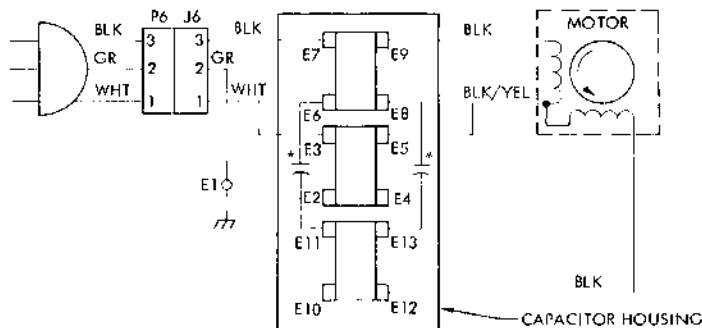 P6 J6
BLK 3 3 BLK
GR 2 2 GR
WHT 1 1 WHT
E1
E7 E9
E6 E8
E3 E5
* *
E2 E4
E11 E13
E10 E12
BLK
BLK/YEL
MOTOR
BLK
CAPACITOR HOUSING